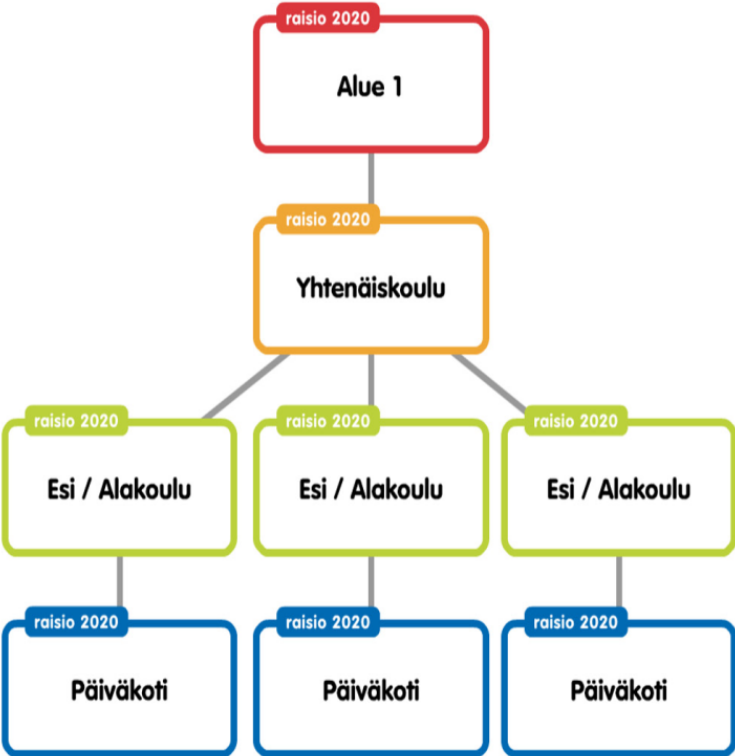 raisio 2020
Alue 1
raisio 2020
Yhtenäiskoulu
raisio 2020
raisio 2020
raisio 2020
Esi / Alakoulu
Esi / Alakoulu
Esi / Alakoulu
raisio 2020
raisio 2020
raisio 2020
Päiväkoti
Päiväkoti
Päiväkoti